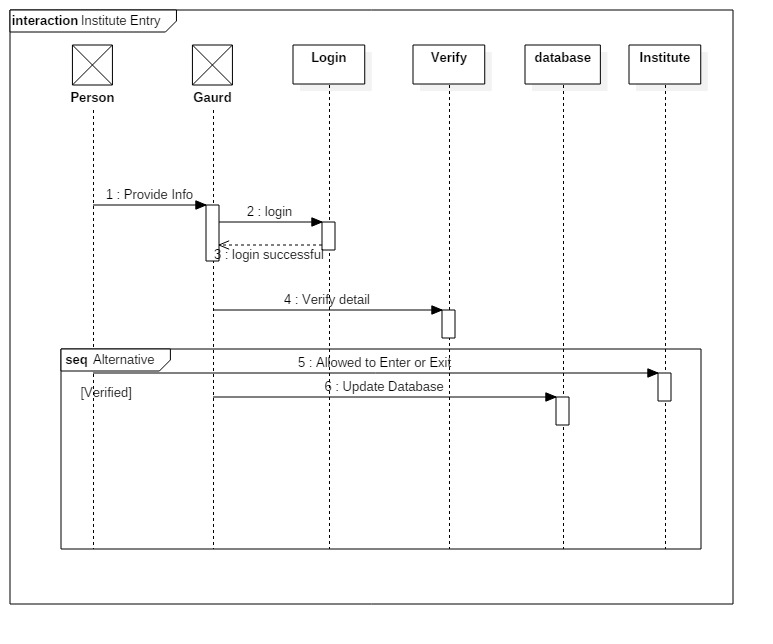 interaction Institute Entry
Login
Verify
database
Institute
Person
Gaurd
1 : Provide Info
2 : login
3 : login successful
4 : Verify detail
seq Alternative
5 : Allowed to Enter or Exit
[Verified]
6 : Update Database